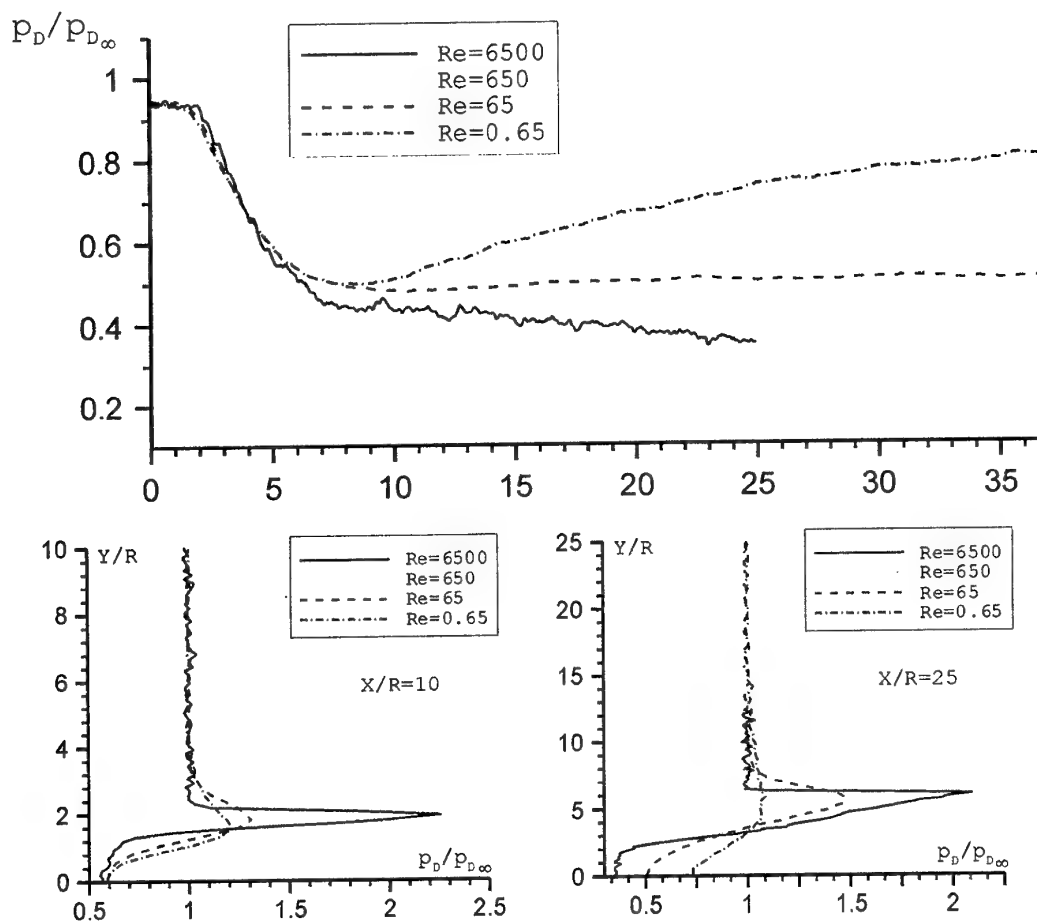 p_D/p_D∞
Re=6500
Re=650
Re=65
Re=0.65
1
0.8
0.6
0.4
0.2
0 5 10 15 20 25 30 35
10
8
6
4
2
0
Y/R
Re=6500
Re=650
Re=65
Re=0.65
X/R=10
p_D/p_D∞
0.5 1 1.5 2 2.5
25
20
15
10
5
0
Y/R
Re=6500
Re=650
Re=65
Re=0.65
X/R=25
p_D/p_D∞
0.5 1 1.5 2